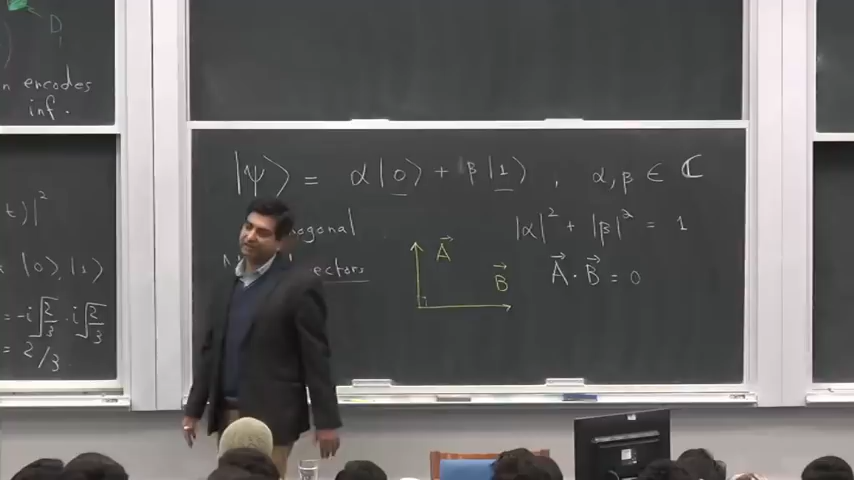 D₁
n encodes
inf.
t)|²
|0⟩, |1⟩
= -i√(2/3) · i√(2/3)
= 2/3
|ψ⟩ = α|0⟩ + β|1⟩ , α, β ∈ ℂ
ogonal
|α|² + |β|² = 1
ectors
A⃗
B⃗
A⃗ · B⃗ = 0